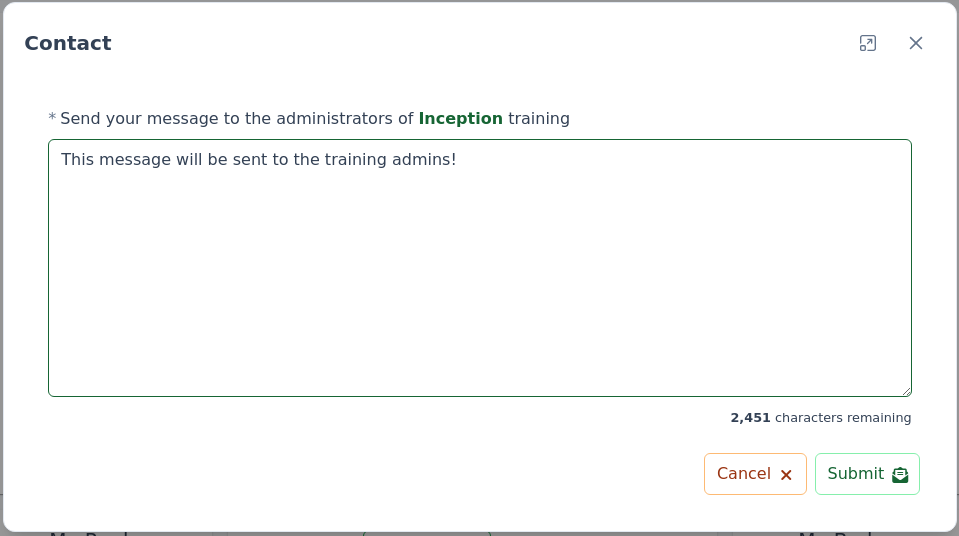 Contact
* Send your message to the administrators of Inception training
This message will be sent to the training admins!
2,451 characters remaining
Cancel
Submit